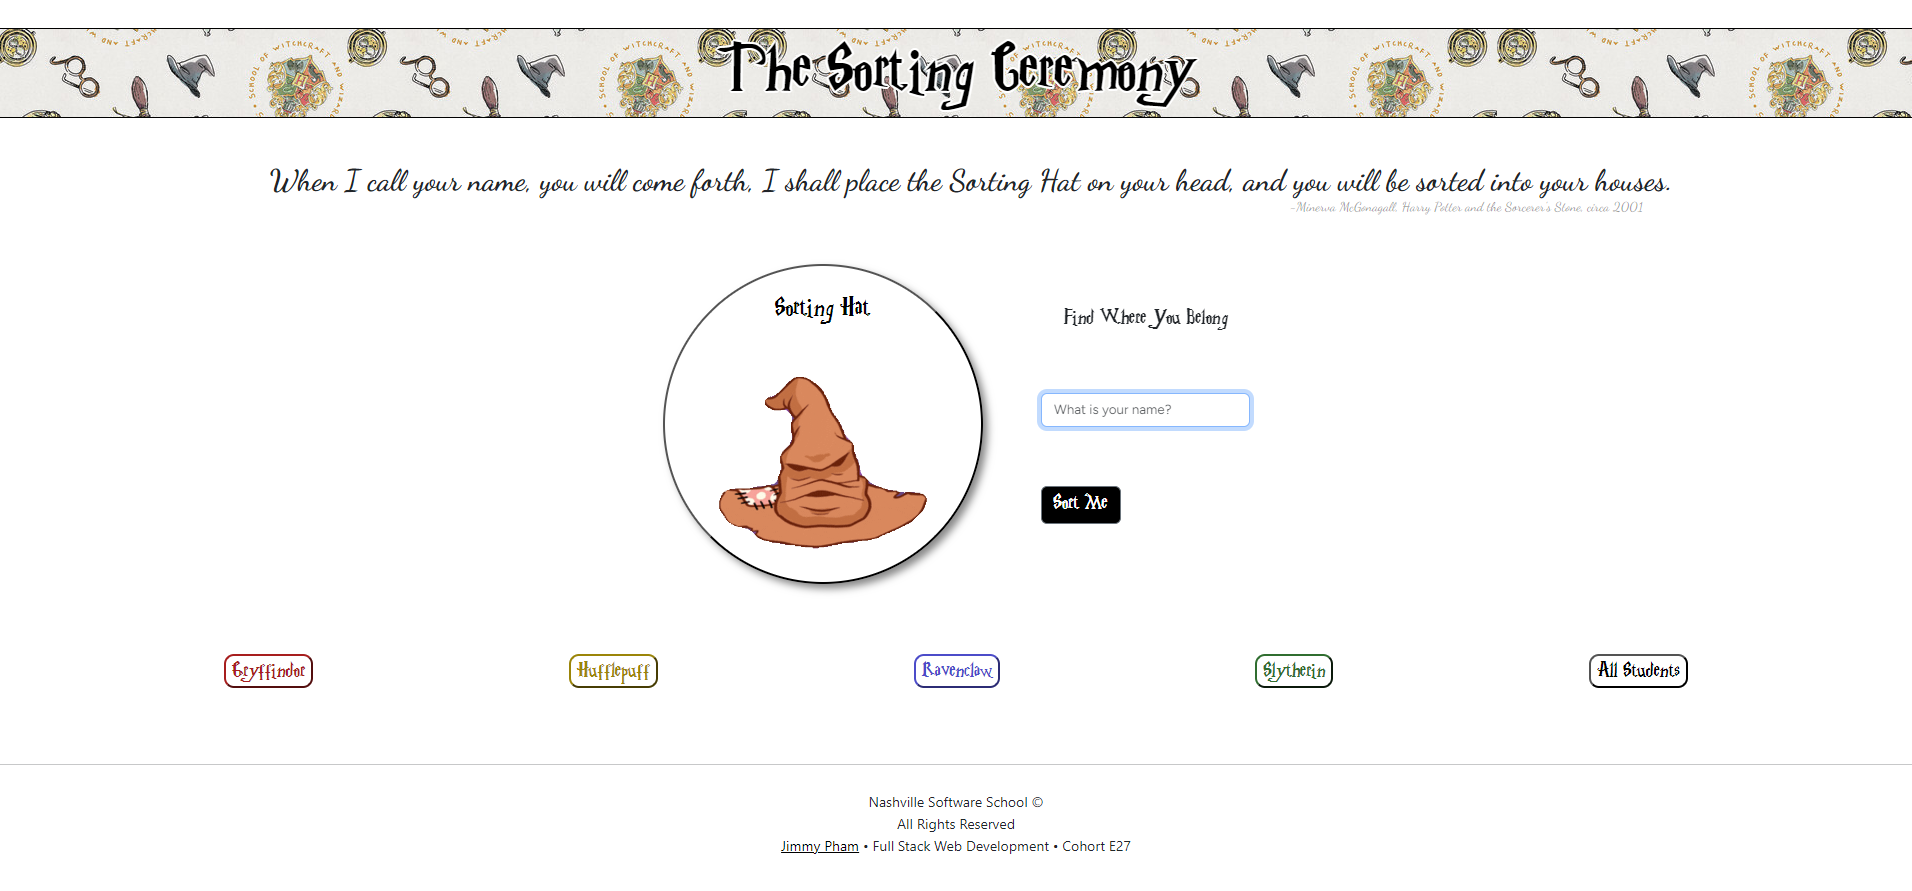 The Sorting Ceremony
When I call your name, you will come forth, I shall place the Sorting Hat on your head, and you will be sorted into your houses.
~Minerva McGonagall, Harry Potter and the Sorcerer's Stone, circa 2001
Sorting Hat
Find Where You Belong
What is your name?
Sort Me
Gryffindor
Hufflepuff
Ravenclaw
Slytherin
All Students
Nashville Software School ©
All Rights Reserved
Jimmy Pham • Full Stack Web Development • Cohort E27